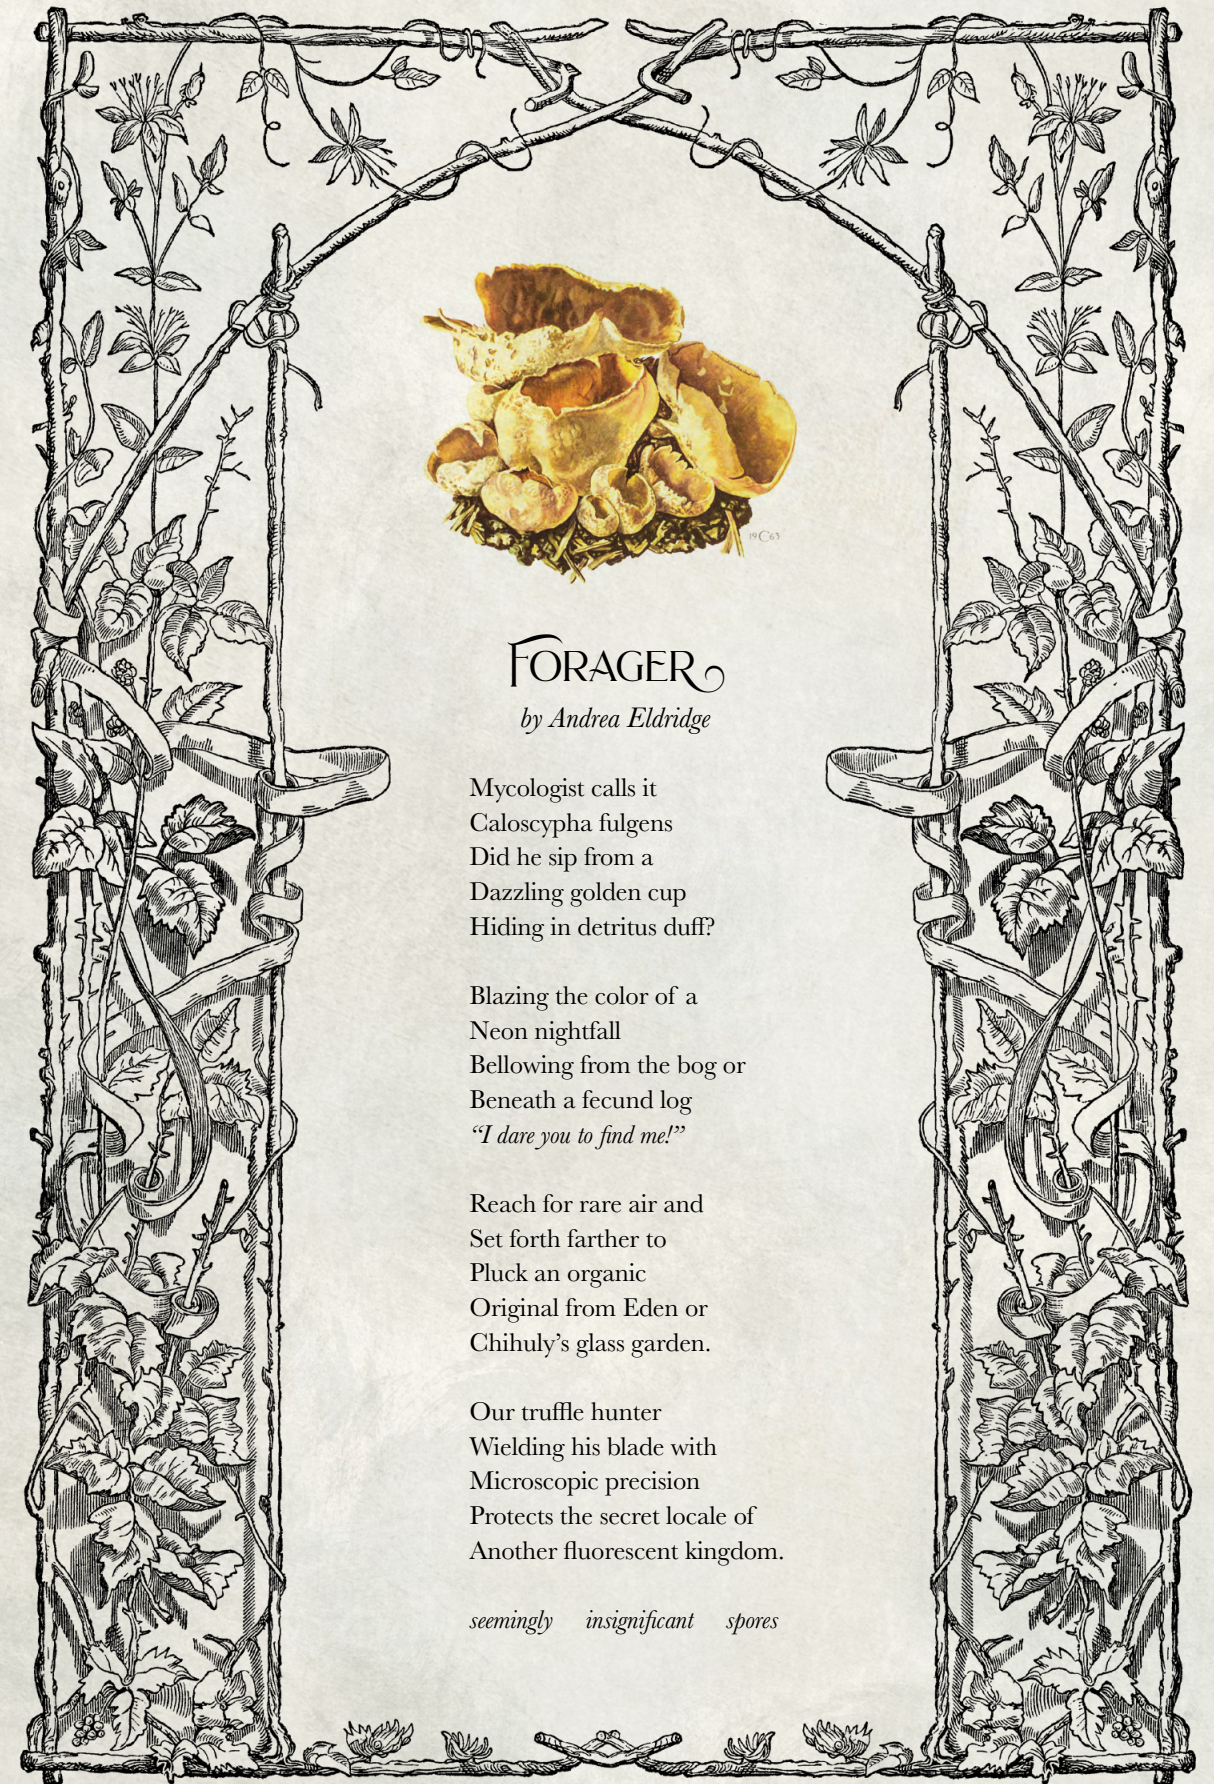 19C63
FORAGER
by Andrea Eldridge
Mycologist calls it
Caloscypha fulgens
Did he sip from a
Dazzling golden cup
Hiding in detritus duff?
Blazing the color of a
Neon nightfall
Bellowing from the bog or
Beneath a fecund log
“I dare you to find me!”
Reach for rare air and
Set forth farther to
Pluck an organic
Original from Eden or
Chihuly’s glass garden.
Our truffle hunter
Wielding his blade with
Microscopic precision
Protects the secret locale of
Another fluorescent kingdom.
seemingly insignificant spores